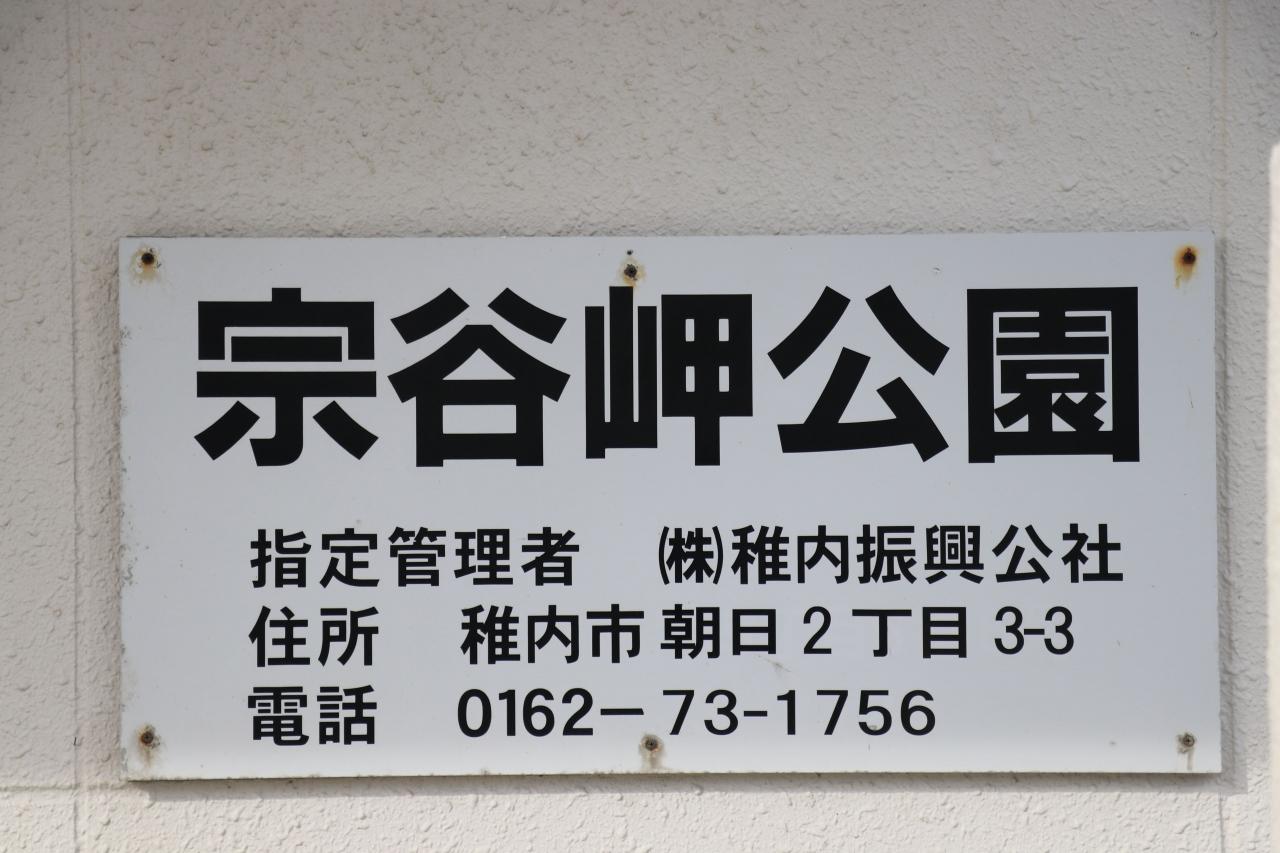 宗谷岬公園
指定管理者　㈱稚内振興公社
住所　稚内市朝日2丁目3-3
電話　0162－73-1756